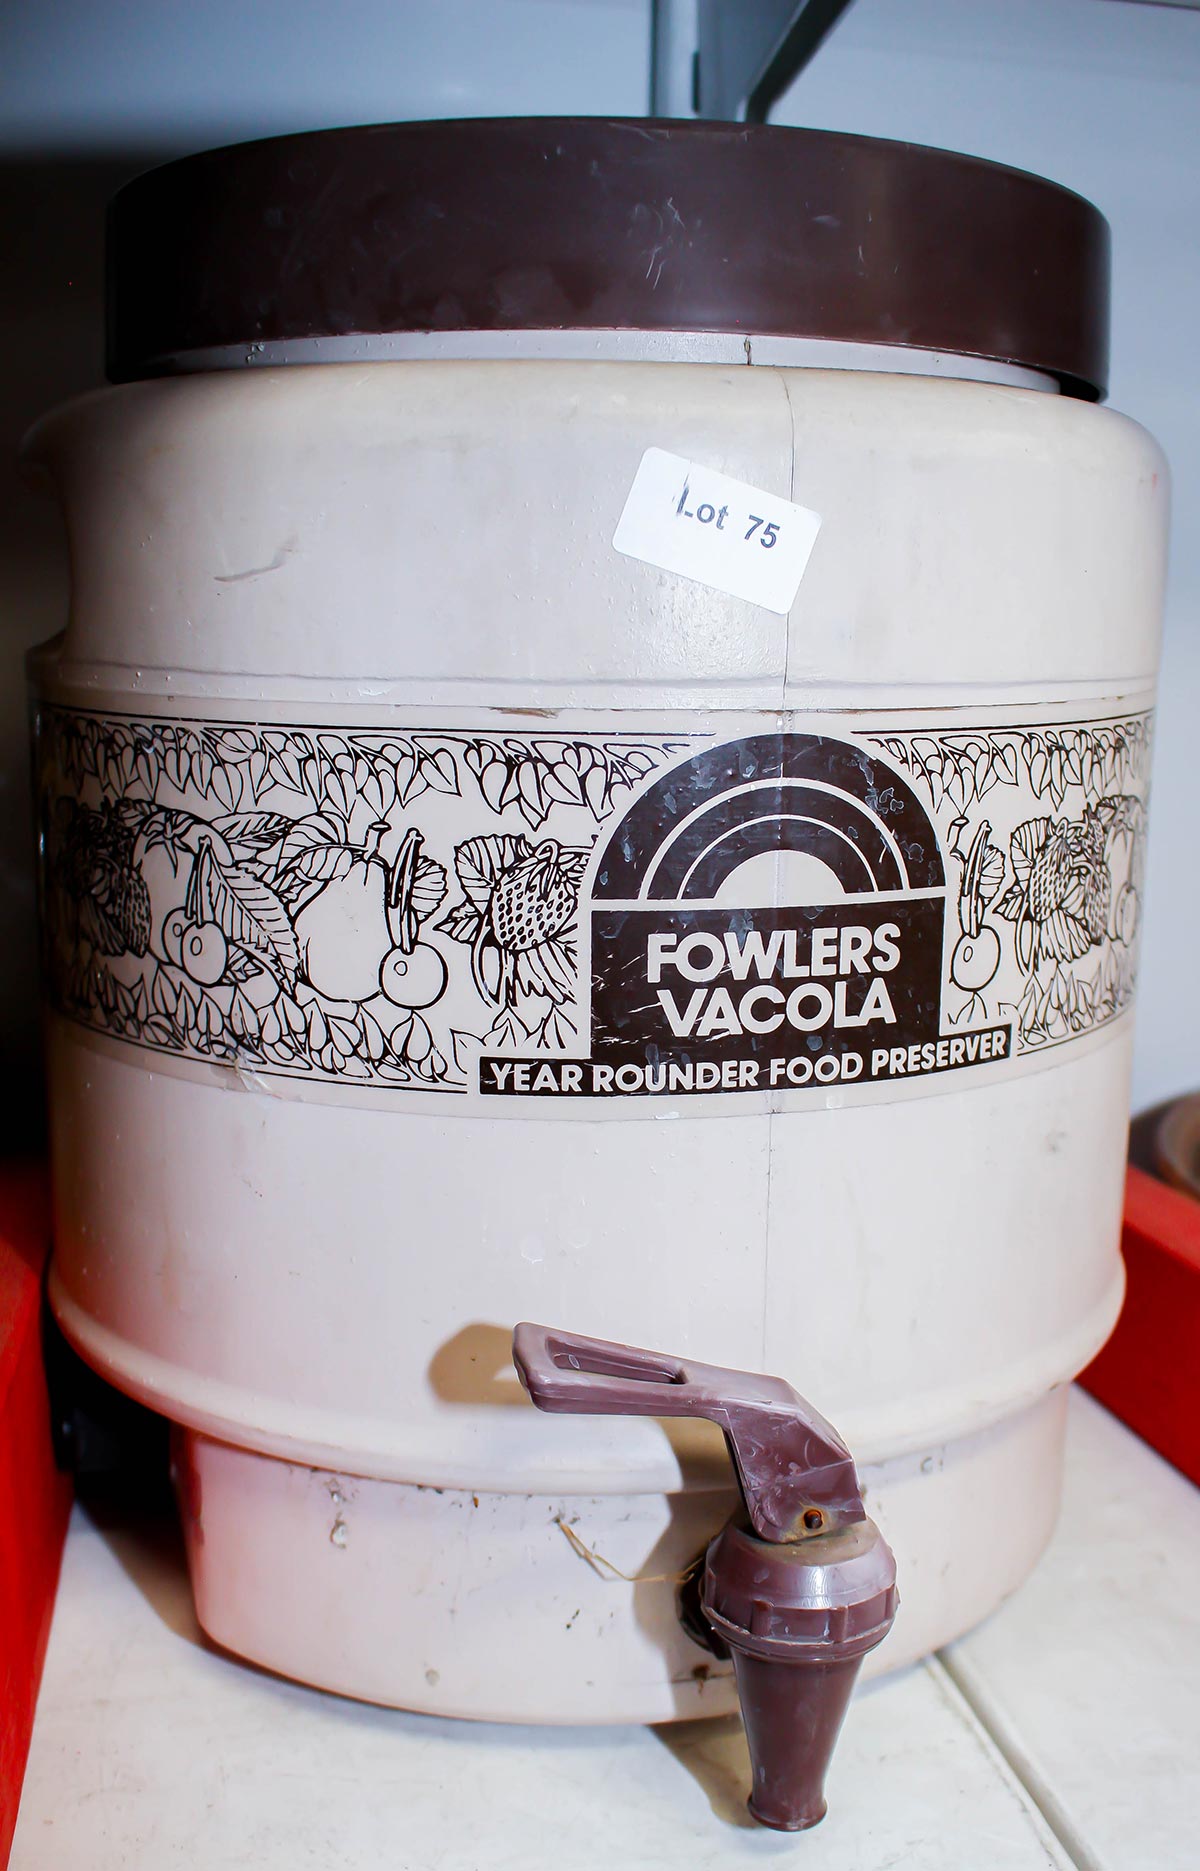 Lot 75
FOWLERS
VACOLA
YEAR ROUNDER FOOD PRESERVER